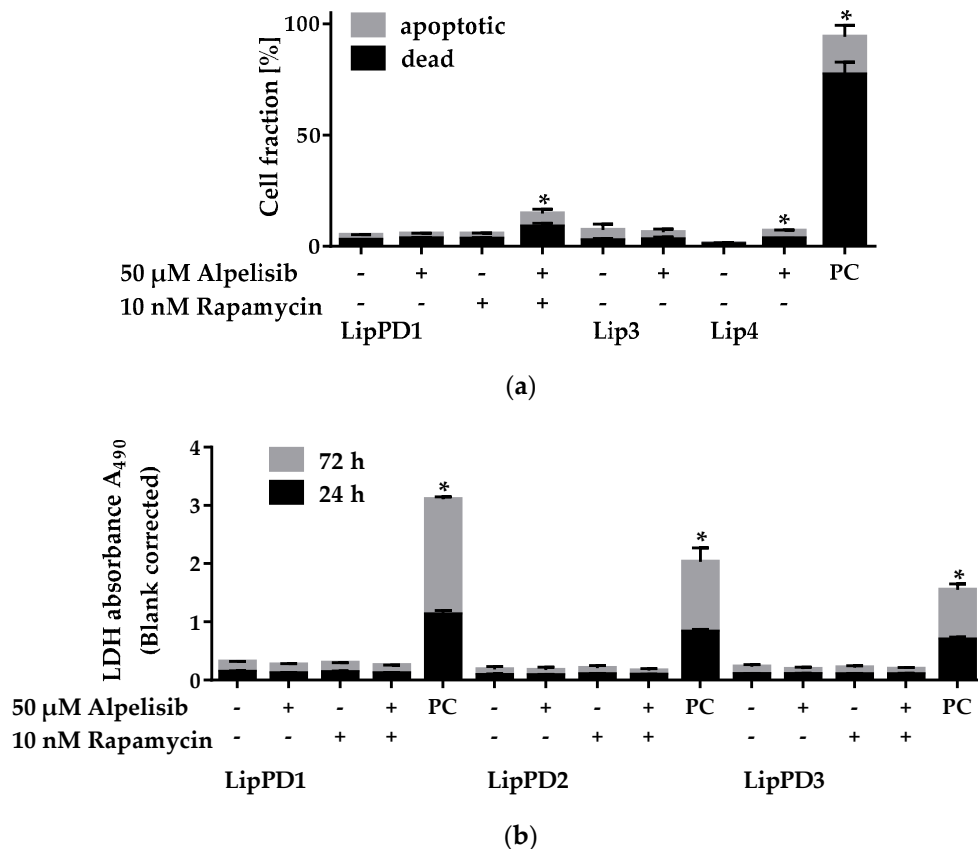 100
50
0
Cell fraction [%]
apoptotic
dead
* * *
50 µM Alpelisib - + - + - + - + PC
10 nM Rapamycin - - + + - - - -
LipPD1 Lip3 Lip4
(a)
4
3
2
1
0
LDH absorbance A490
(Blank corrected)
72 h
24 h
* * *
50 µM Alpelisib - + - + PC - + - + PC - + - + PC
10 nM Rapamycin - - + + - - + + - - + +
LipPD1 LipPD2 LipPD3
(b)